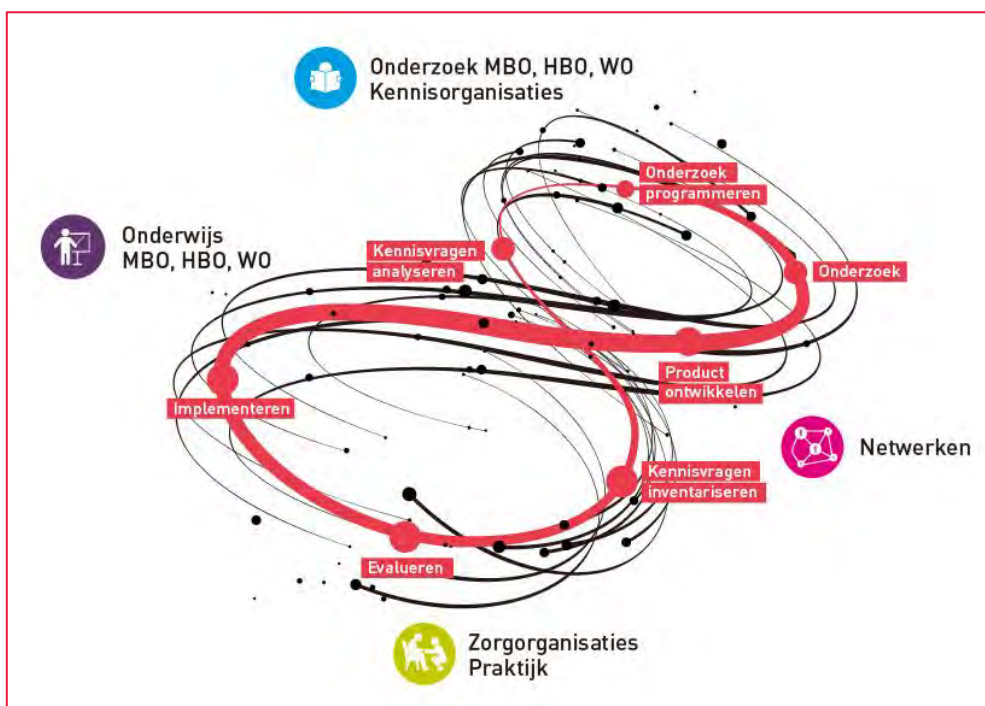 Onderzoek MBO, HBO, WO
Kennisorganisaties
Onderzoek
programmeren
Onderwijs
MBO, HBO, WO
Kennisvragen
analyseren
Onderzoek
Product
ontwikkelen
Implementeren
Netwerken
Kennisvragen
inventariseren
Evalueren
Zorgorganisaties
Praktijk